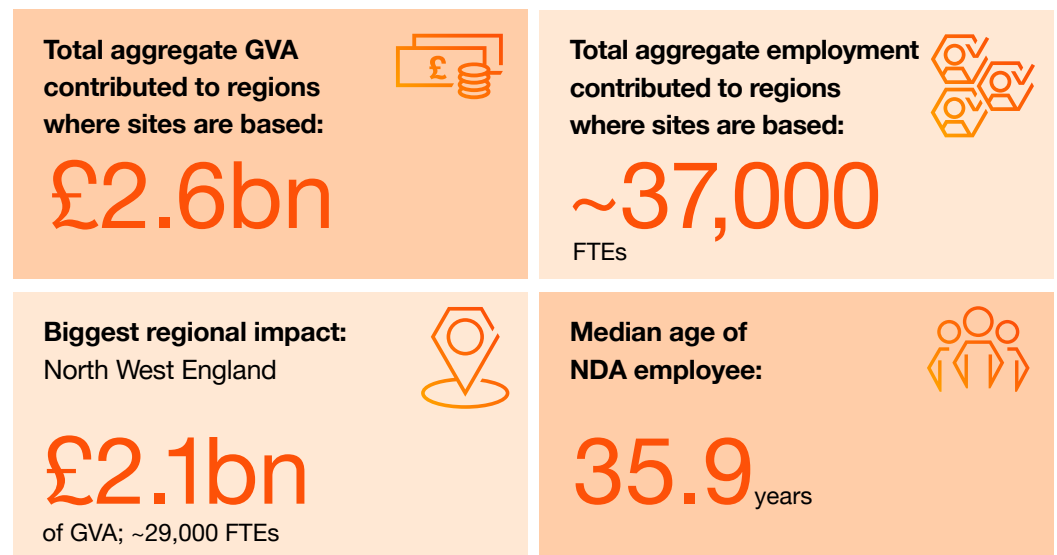 Total aggregate GVA
contributed to regions
where sites are based:
£
£2.6bn
Total aggregate employment
contributed to regions
where sites are based:
~37,000
FTEs
Biggest regional impact:
North West England
£2.1bn
of GVA; ~29,000 FTEs
Median age of
NDA employee:
35.9 years